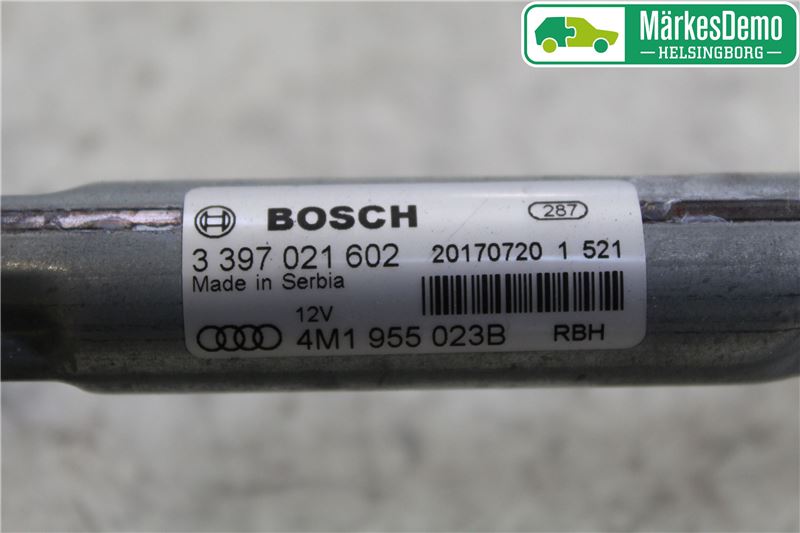 MärkesDemo
HELSINGBORG
BOSCH 287
3 397 021 602 20170720 1 521
Made in Serbia
12V
4M1 955 023B RBH